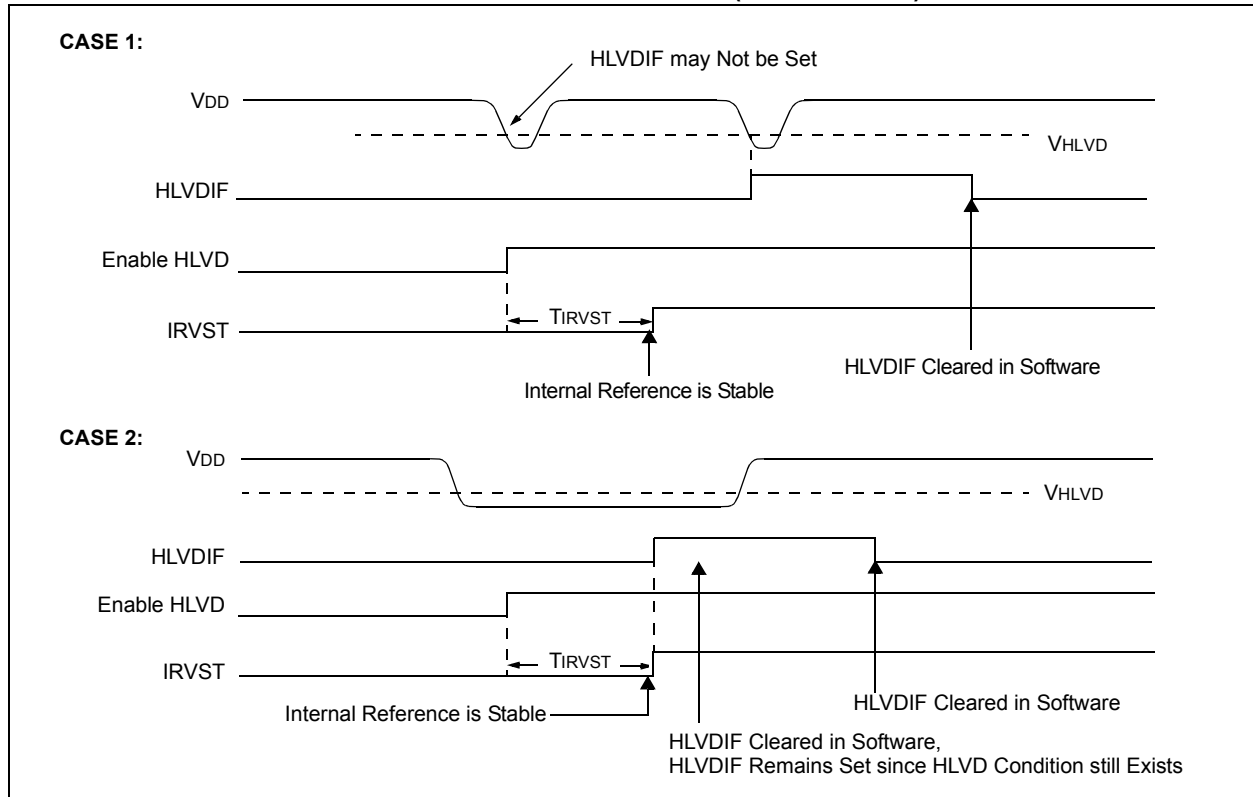 CASE 1:
HLVDIF may Not be Set
VDD
VHLVD
HLVDIF
Enable HLVD
TIRVST
IRVST
HLVDIF Cleared in Software
Internal Reference is Stable
CASE 2:
VDD
VHLVD
HLVDIF
Enable HLVD
TIRVST
IRVST
Internal Reference is Stable
HLVDIF Cleared in Software
HLVDIF Cleared in Software,
HLVDIF Remains Set since HLVD Condition still Exists